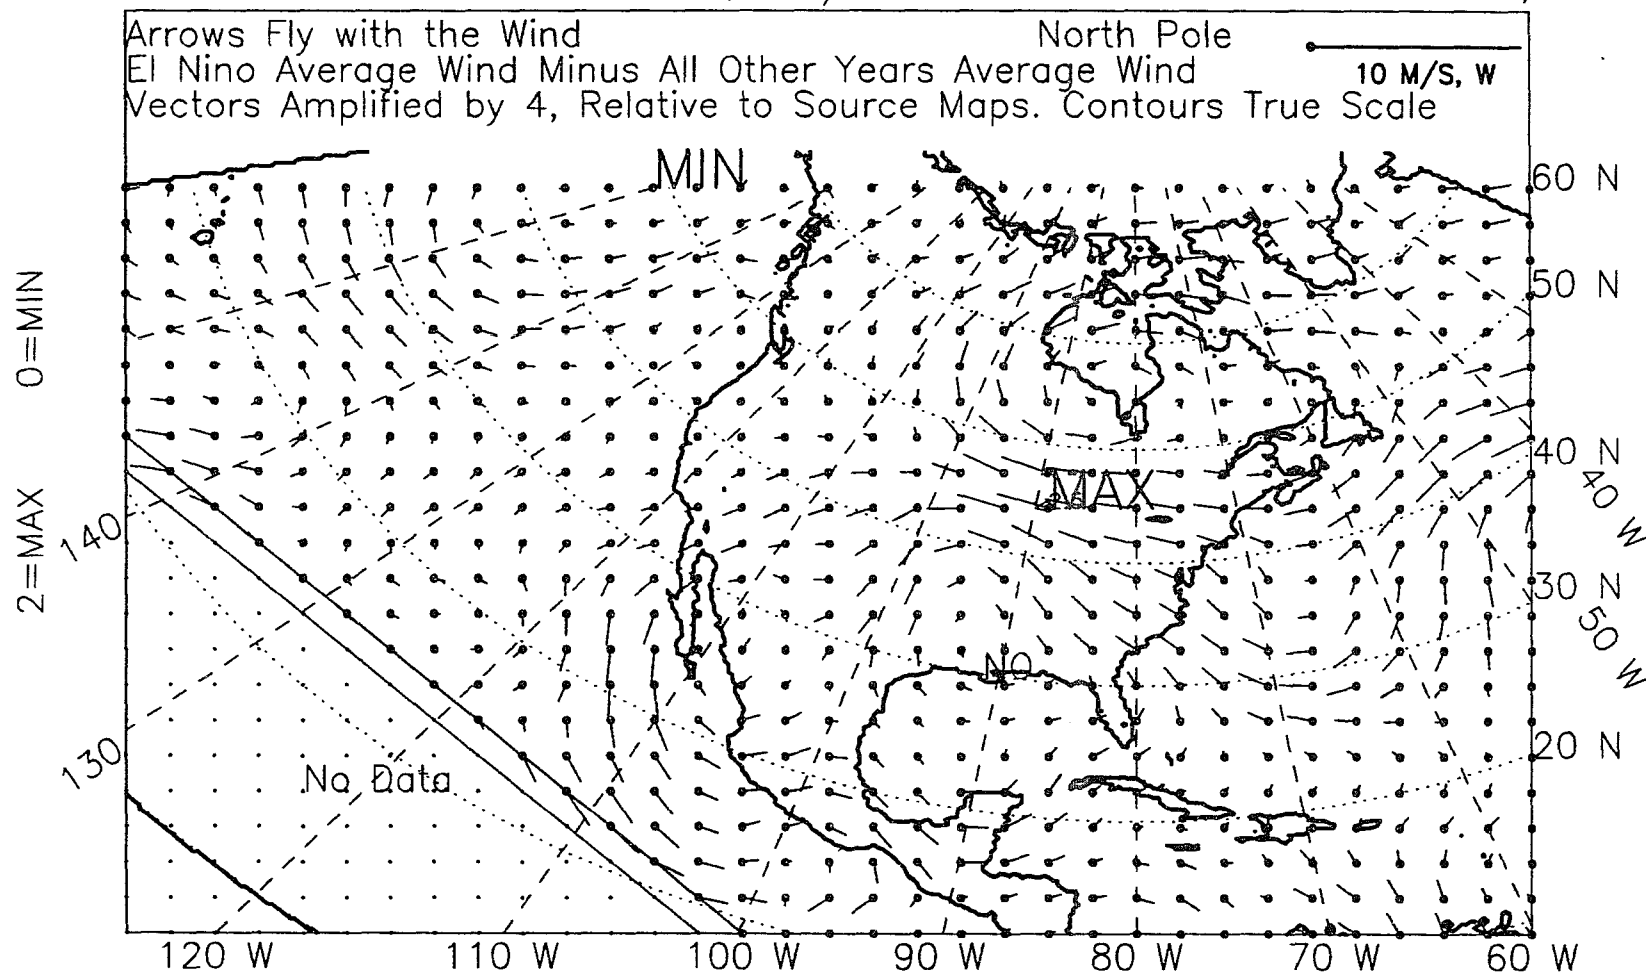 Arrows Fly with the Wind
North Pole
El Nino Average Wind Minus All Other Years Average Wind
10 M/S, W
Vectors Amplified by 4, Relative to Source Maps. Contours True Scale
MIN
60 N
50 N
0=MIN
40 N
MAX
40 W
2=MAX
140
30 N
50 W
NO
20 N
130
No Data
120 W
110 W
100 W
90 W
80 W
70 W
60 W